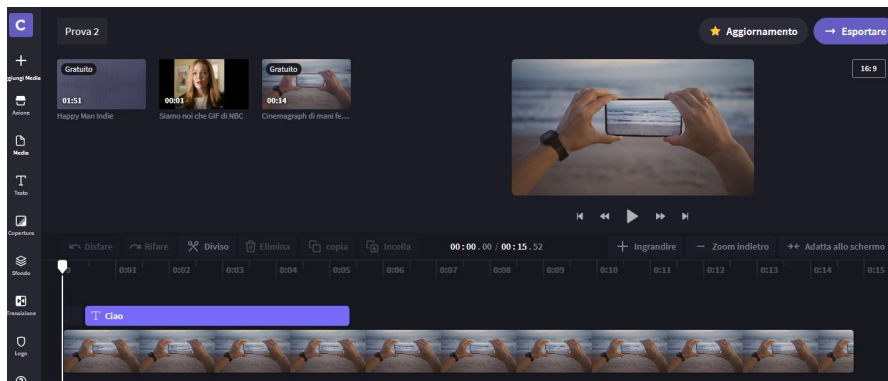 C
Prova 2
Aggiornamento
Esportare
giungi Media
Azione
Media
Testo
Copertura
Sfondo
Transizione
Logo
Gratuito
01:51
Happy Man Indie
00:01
Siamo noi che GIF di NBC
Gratuito
00:14
Cinemagraph di mani fe...
16:9
Disfare
Rifare
Diviso
Elimina
copia
Incolla
00:00.00 / 00:15.52
Ingrandire
Zoom indietro
Adatta allo schermo
0:01 0:02 0:03 0:04 0:05 0:06 0:07 0:08 0:09 0:10 0:11 0:12 0:13 0:14 0:15
Ciao